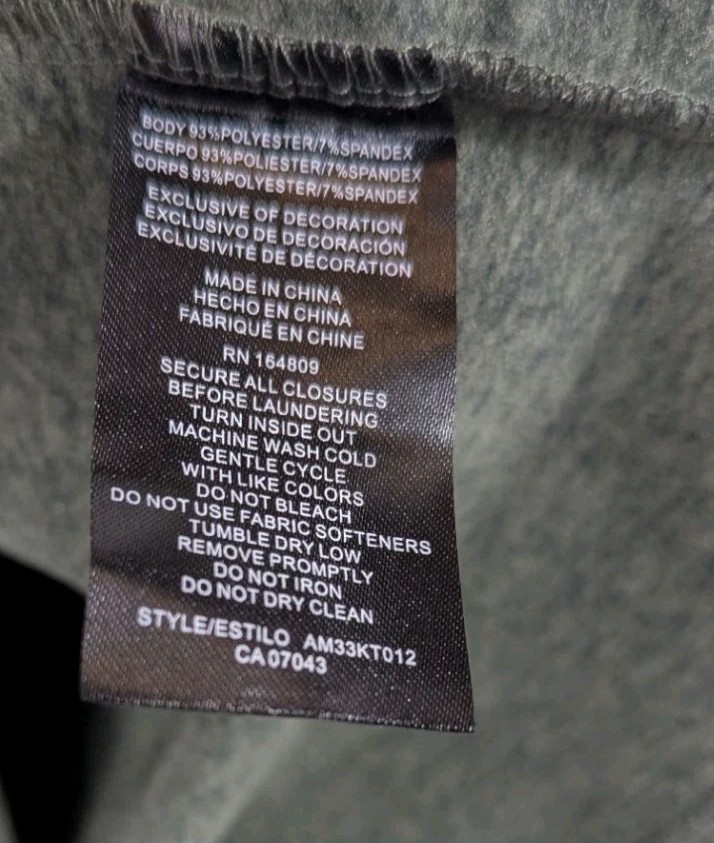 BODY 93%POLYESTER/7%SPANDEX
CUERPO 93%POLIESTER/7%SPANDEX
CORPS 93%POLYESTER/7%SPANDEX
EXCLUSIVE OF DECORATION
EXCLUSIVO DE DECORACIÓN
EXCLUSIVITÉ DE DÉCORATION
MADE IN CHINA
HECHO EN CHINA
FABRIQUÉ EN CHINE
RN 164809
SECURE ALL CLOSURES
BEFORE LAUNDERING
TURN INSIDE OUT
MACHINE WASH COLD
GENTLE CYCLE
WITH LIKE COLORS
DO NOT BLEACH
DO NOT USE FABRIC SOFTENERS
TUMBLE DRY LOW
REMOVE PROMPTLY
DO NOT IRON
DO NOT DRY CLEAN
STYLE/ESTILO AM33KT012
CA 07043